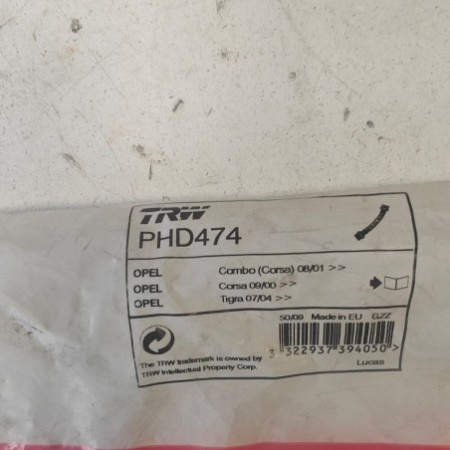 TRW
PHD474
OPEL Combo (Corsa) 08/01 >>
OPEL Corsa 09/00 >>
OPEL Tigra 07/04 >>
50/09 Made in EU GZZ
3 322937 394050 >
Lucas
The TRW trademark is owned by
TRW Intellectual Property Corp.